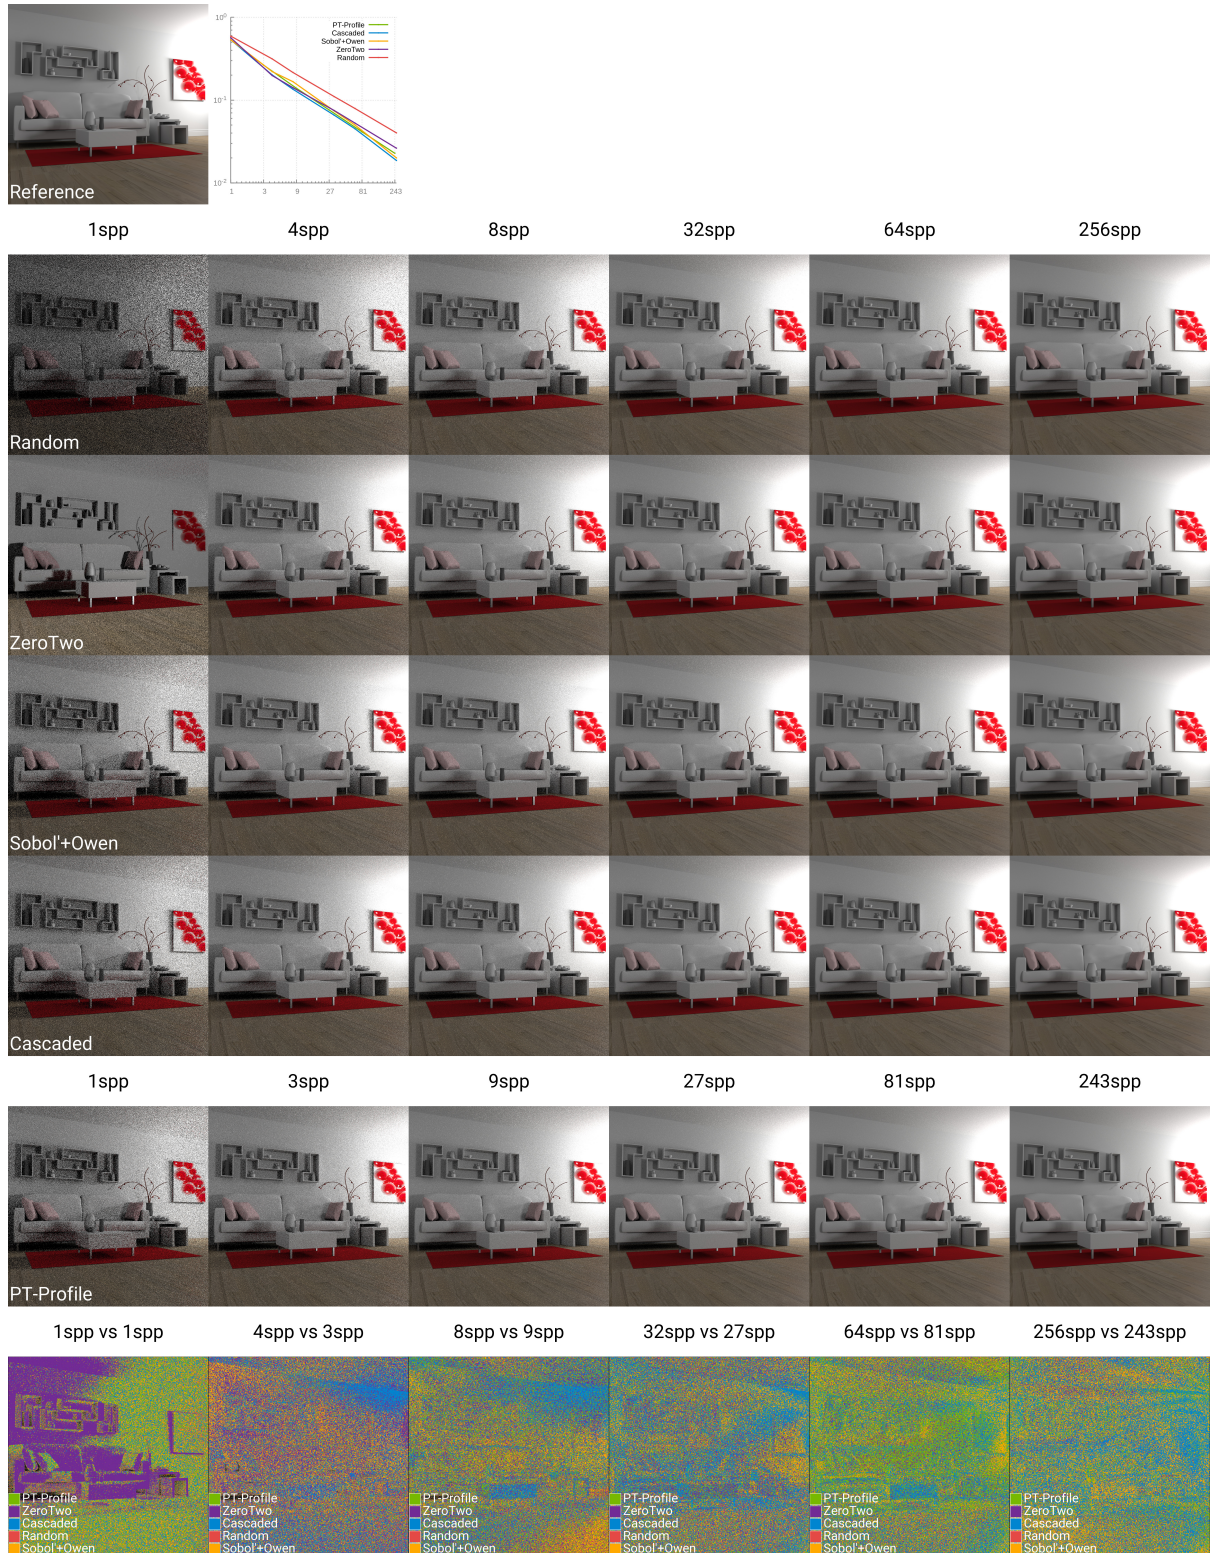 Reference
10^0
10^-1
10^-2
PT-Profile
Cascaded
Sobol'+Owen
ZeroTwo
Random
1 3 9 27 81 243
1spp 4spp 8spp 32spp 64spp 256spp
Random
ZeroTwo
Sobol'+Owen
Cascaded
1spp 3spp 9spp 27spp 81spp 243spp
PT-Profile
1spp vs 1spp 4spp vs 3spp 8spp vs 9spp 32spp vs 27spp 64spp vs 81spp 256spp vs 243spp
PT-Profile PT-Profile PT-Profile PT-Profile PT-Profile PT-Profile
ZeroTwo ZeroTwo ZeroTwo ZeroTwo ZeroTwo ZeroTwo
Cascaded Cascaded Cascaded Cascaded Cascaded Cascaded
Random Random Random Random Random Random
Sobol'+Owen Sobol'+Owen Sobol'+Owen Sobol'+Owen Sobol'+Owen Sobol'+Owen